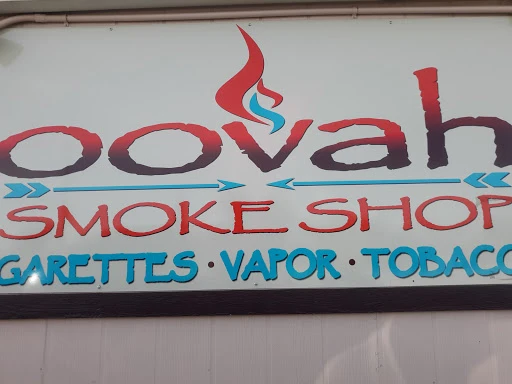 oovah
SMOKE SHOP
GARETTES · VAPOR · TOBACC